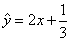 ŷ = 2x + 1/3